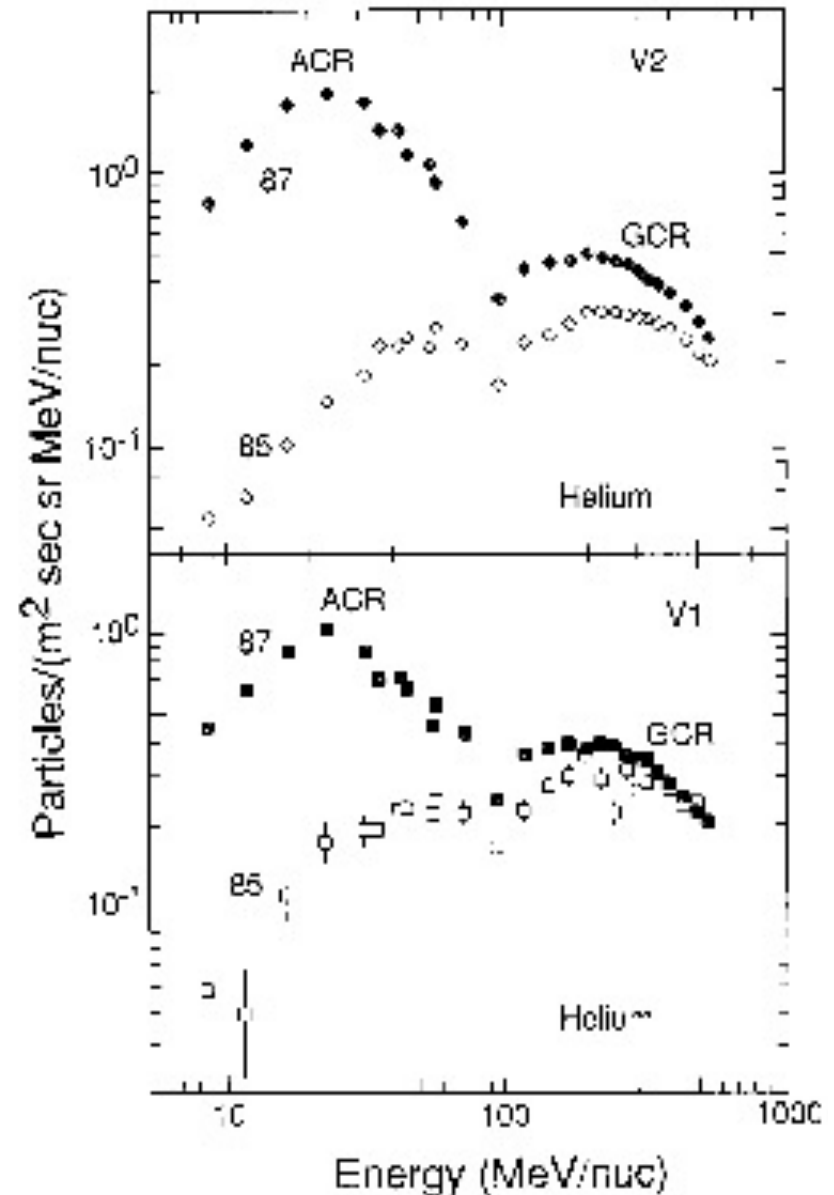 ACR
V2
10⁰
87
GCR
85
10⁻¹
Helium
ACR
V1
10⁰
87
GCR
85
10⁻¹
Helium
10
100
1000
Energy (MeV/nuc)
Particles/(m² sec sr MeV/nuc)